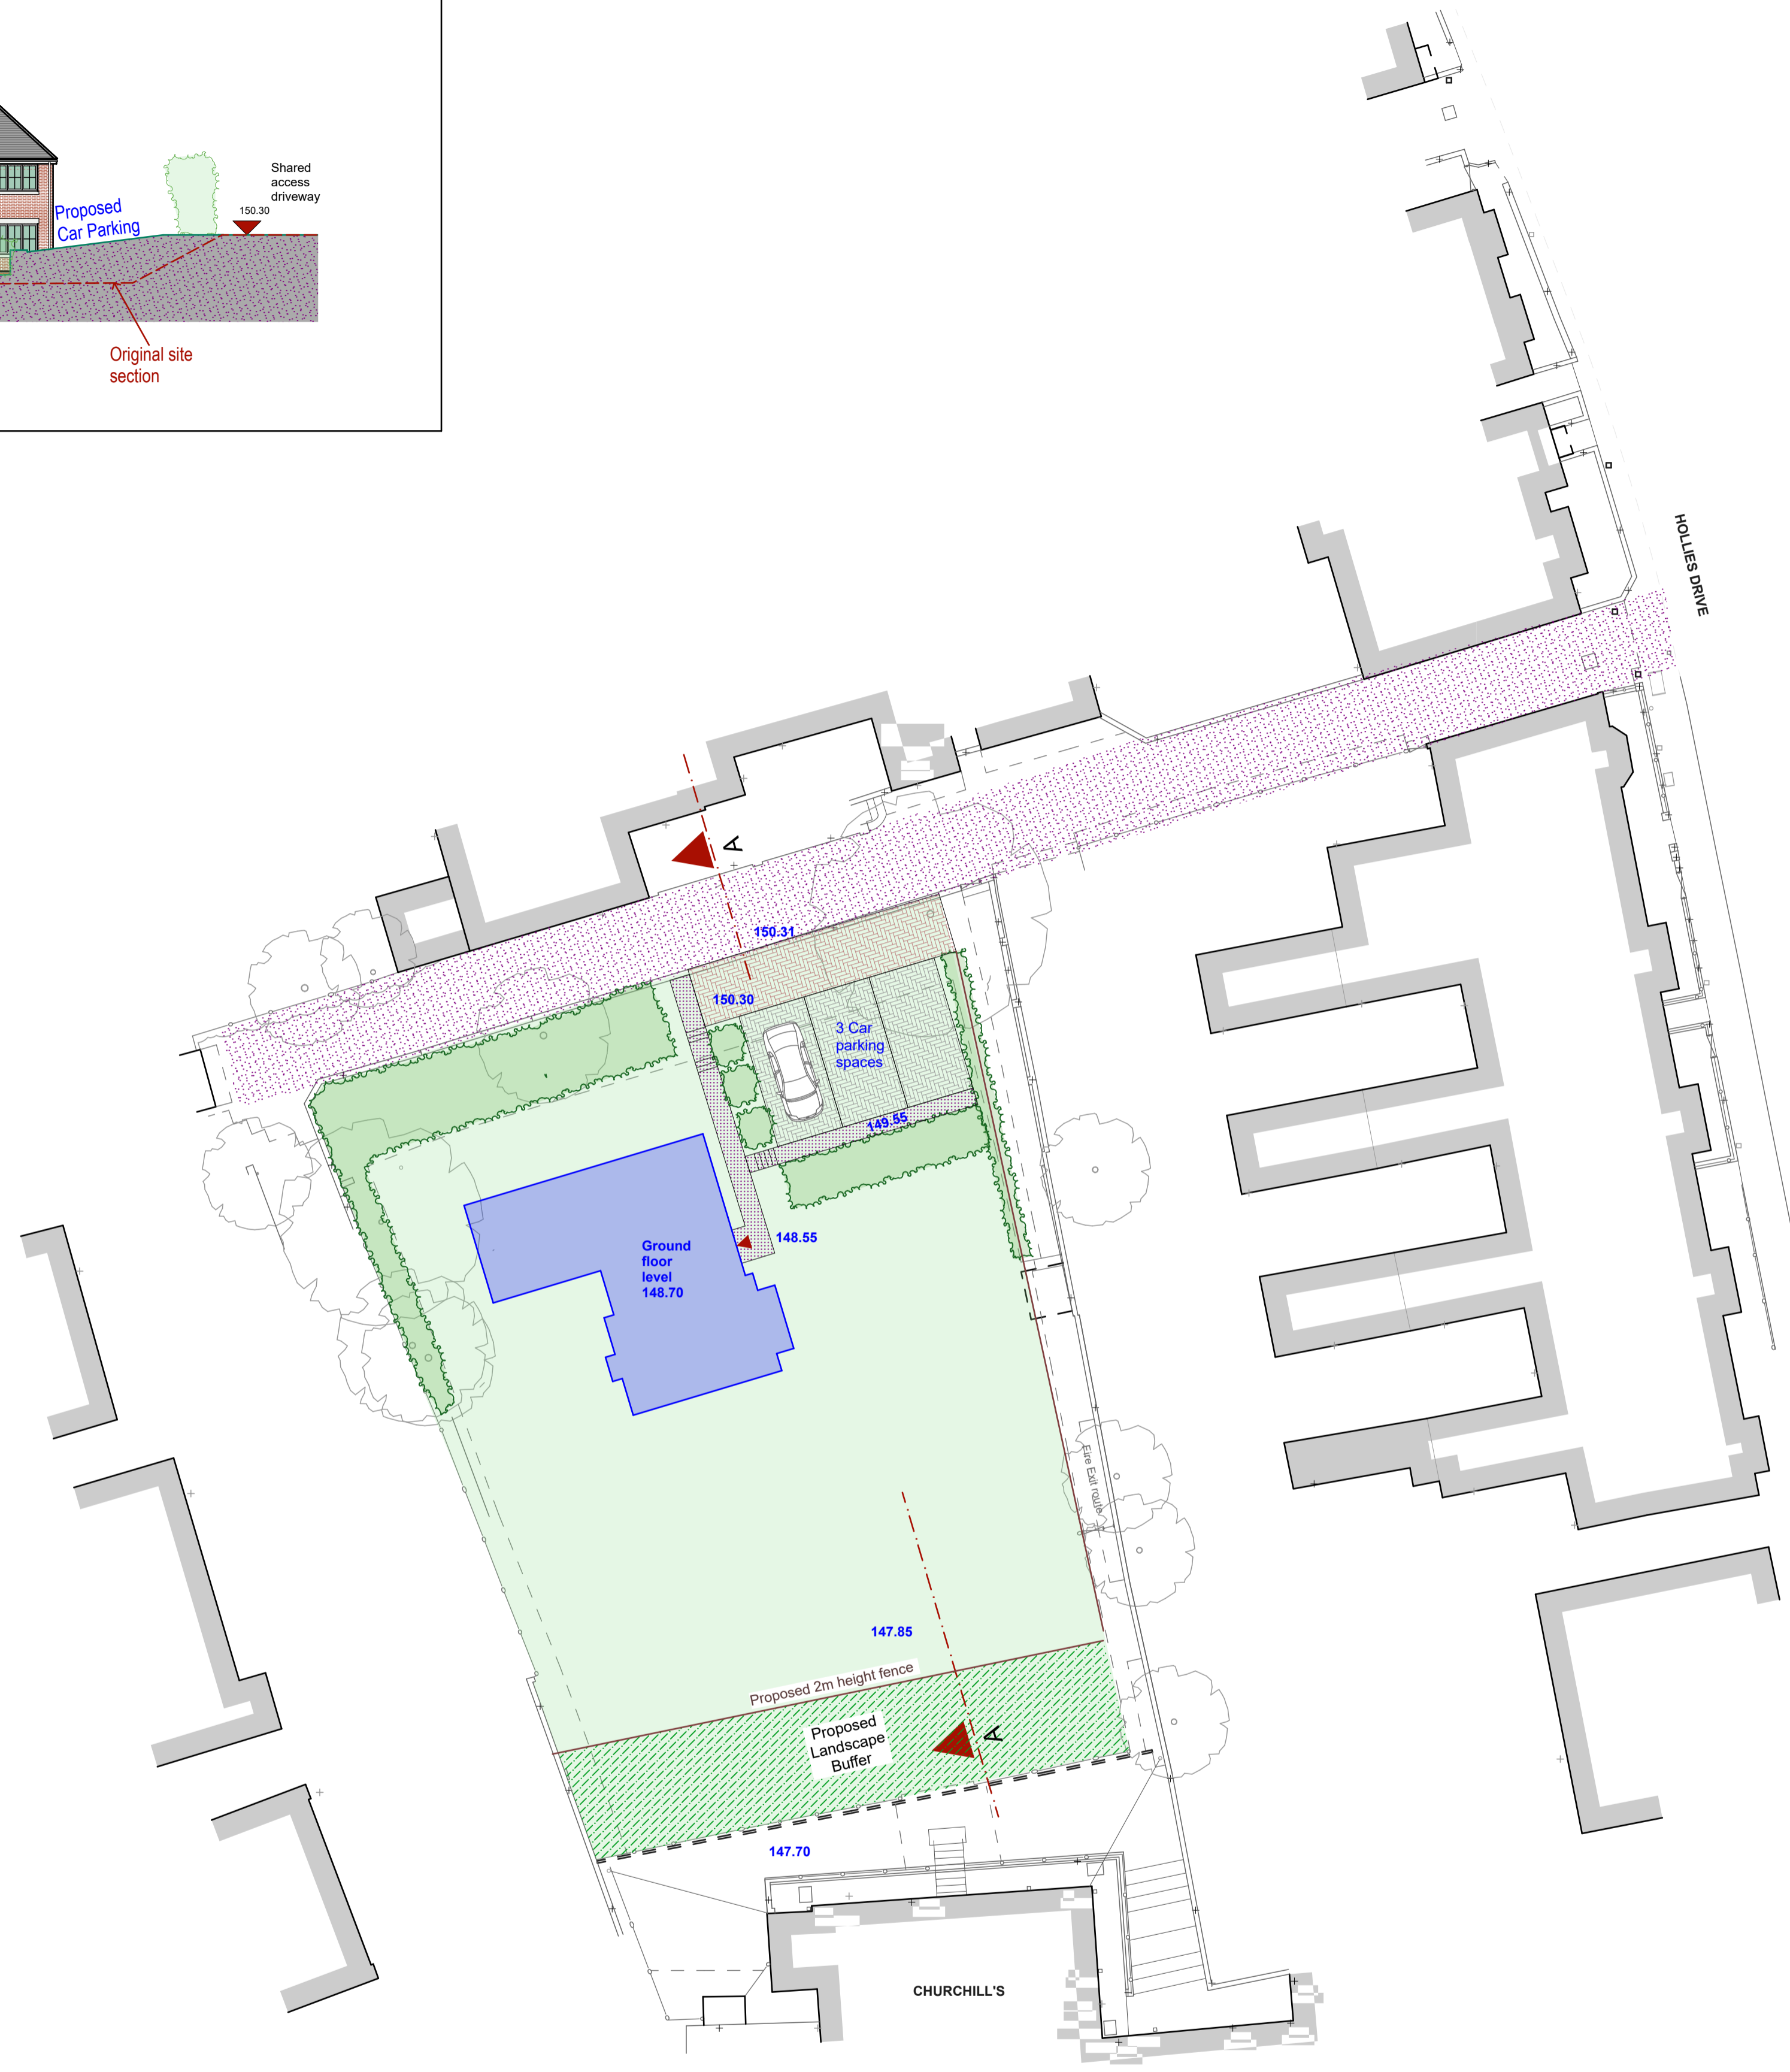 Shared
access
driveway
150.30
Proposed
Car Parking
Original site
section
HOLLIES DRIVE
A
150.31
150.30
3 Car
parking
spaces
149.55
148.55
Ground
floor
level
148.70
Fire Exit route
147.85
Proposed 2m height fence
Proposed
Landscape
Buffer
A
147.70
CHURCHILL'S